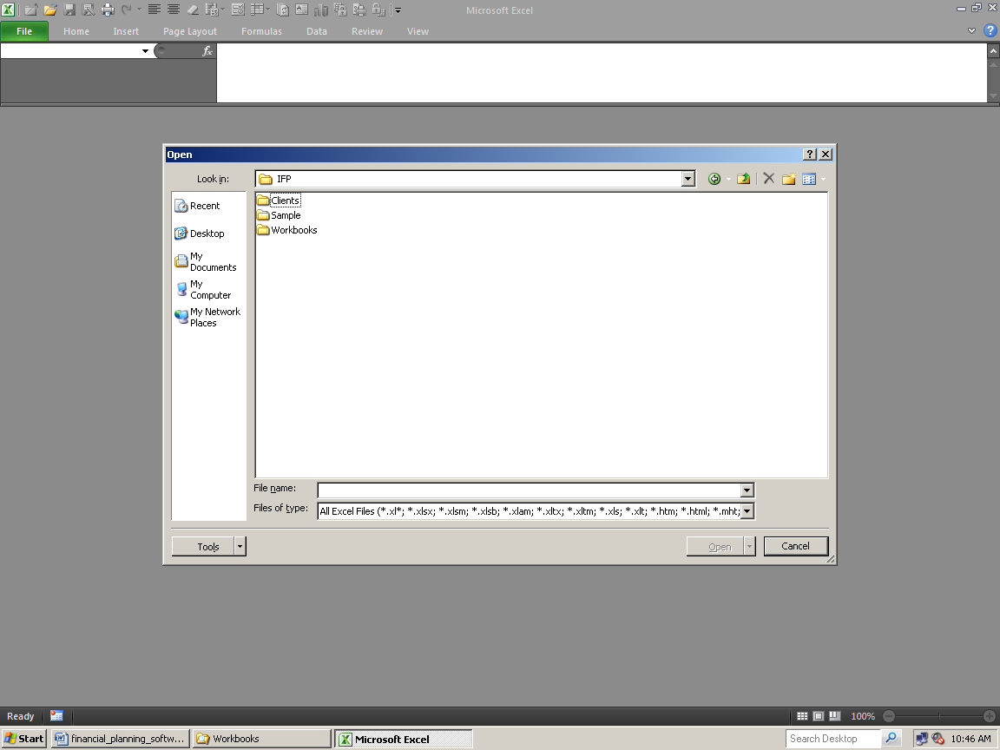 Microsoft Excel
File Home Insert Page Layout Formulas Data Review View
fx
Open
Look in: IFP
Recent
Desktop
My Documents
My Computer
My Network Places
Clients
Sample
Workbooks
File name:
Files of type: All Excel Files (*.xl*; *.xlsx; *.xlsm; *.xlsb; *.xlam; *.xltx; *.xltm; *.xls; *.xlt; *.htm; *.html; *.mht;
Tools Open Cancel
Ready 100%
Start financial_planning_softw... Workbooks Microsoft Excel Search Desktop 10:46 AM